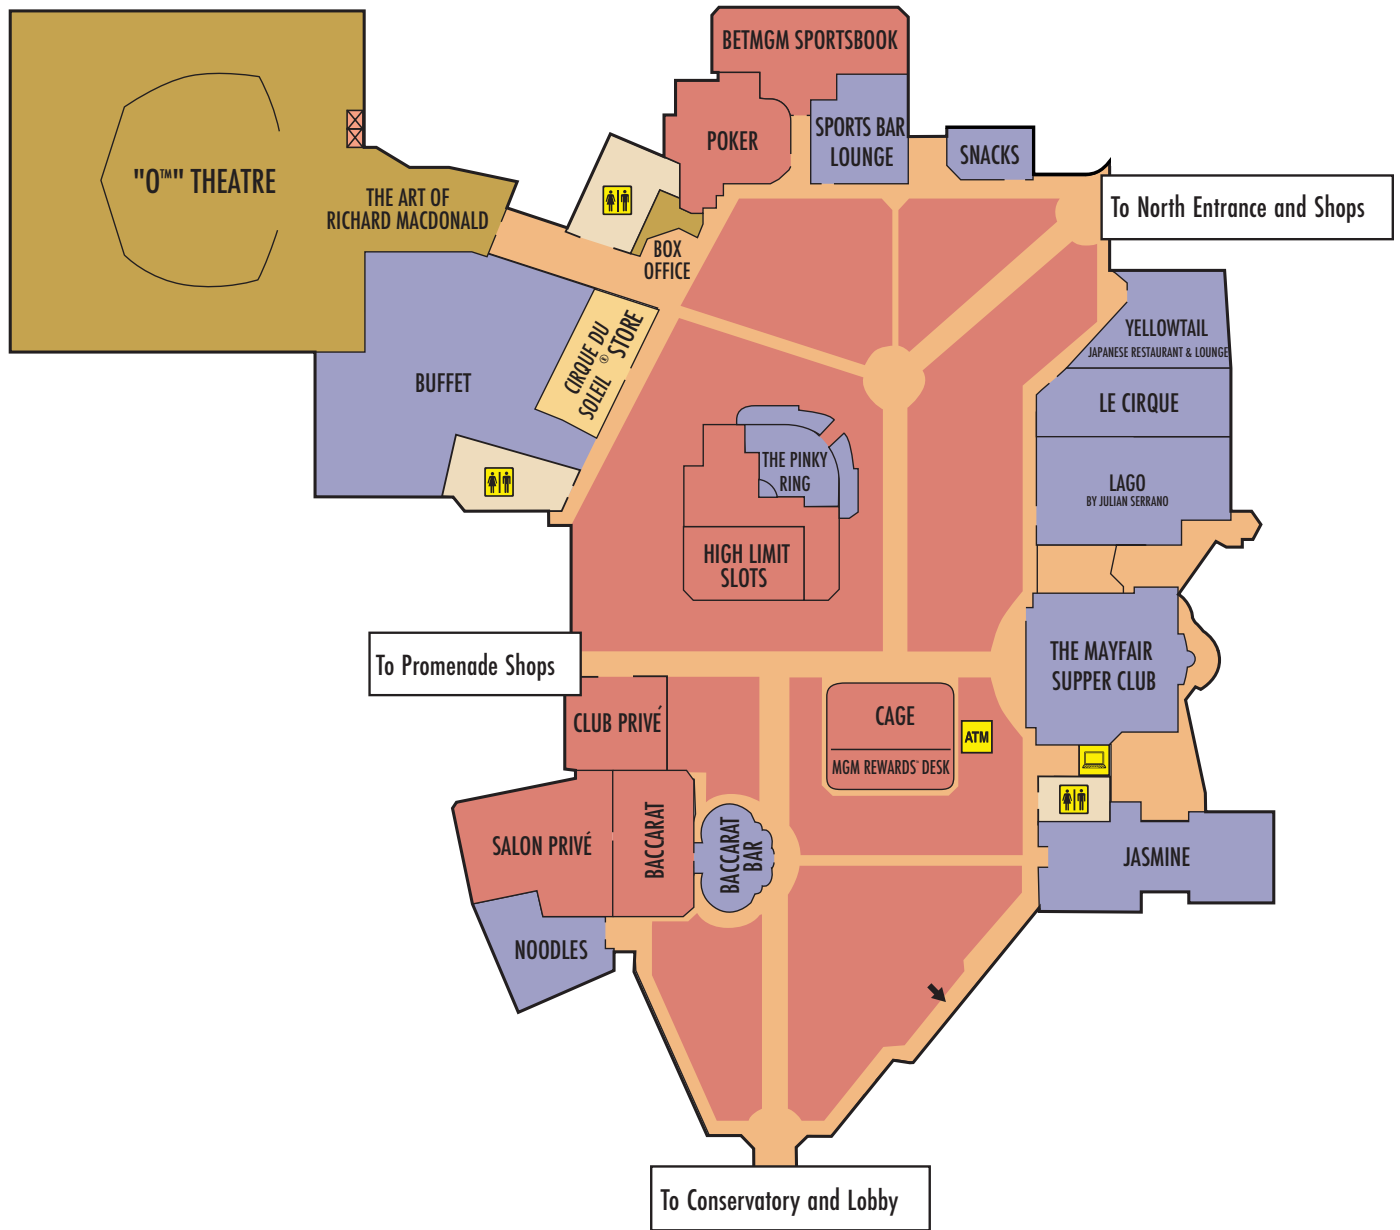 BETMGM SPORTSBOOK
POKER
SPORTS BAR
LOUNGE
SNACKS
"O™" THEATRE
THE ART OF
RICHARD MACDONALD
BOX
OFFICE
To North Entrance and Shops
YELLOWTAIL
JAPANESE RESTAURANT & LOUNGE
CIRQUE DU
SOLEIL®
STORE
BUFFET
LE CIRQUE
THE PINKY
RING
LAGO
BY JULIAN SERRANO
HIGH LIMIT
SLOTS
To Promenade Shops
THE MAYFAIR
SUPPER CLUB
CLUB PRIVÉ
CAGE
ATM
MGM REWARDS™ DESK
SALON PRIVÉ
BACCARAT
BACCARAT
BAR
JASMINE
NOODLES
To Conservatory and Lobby